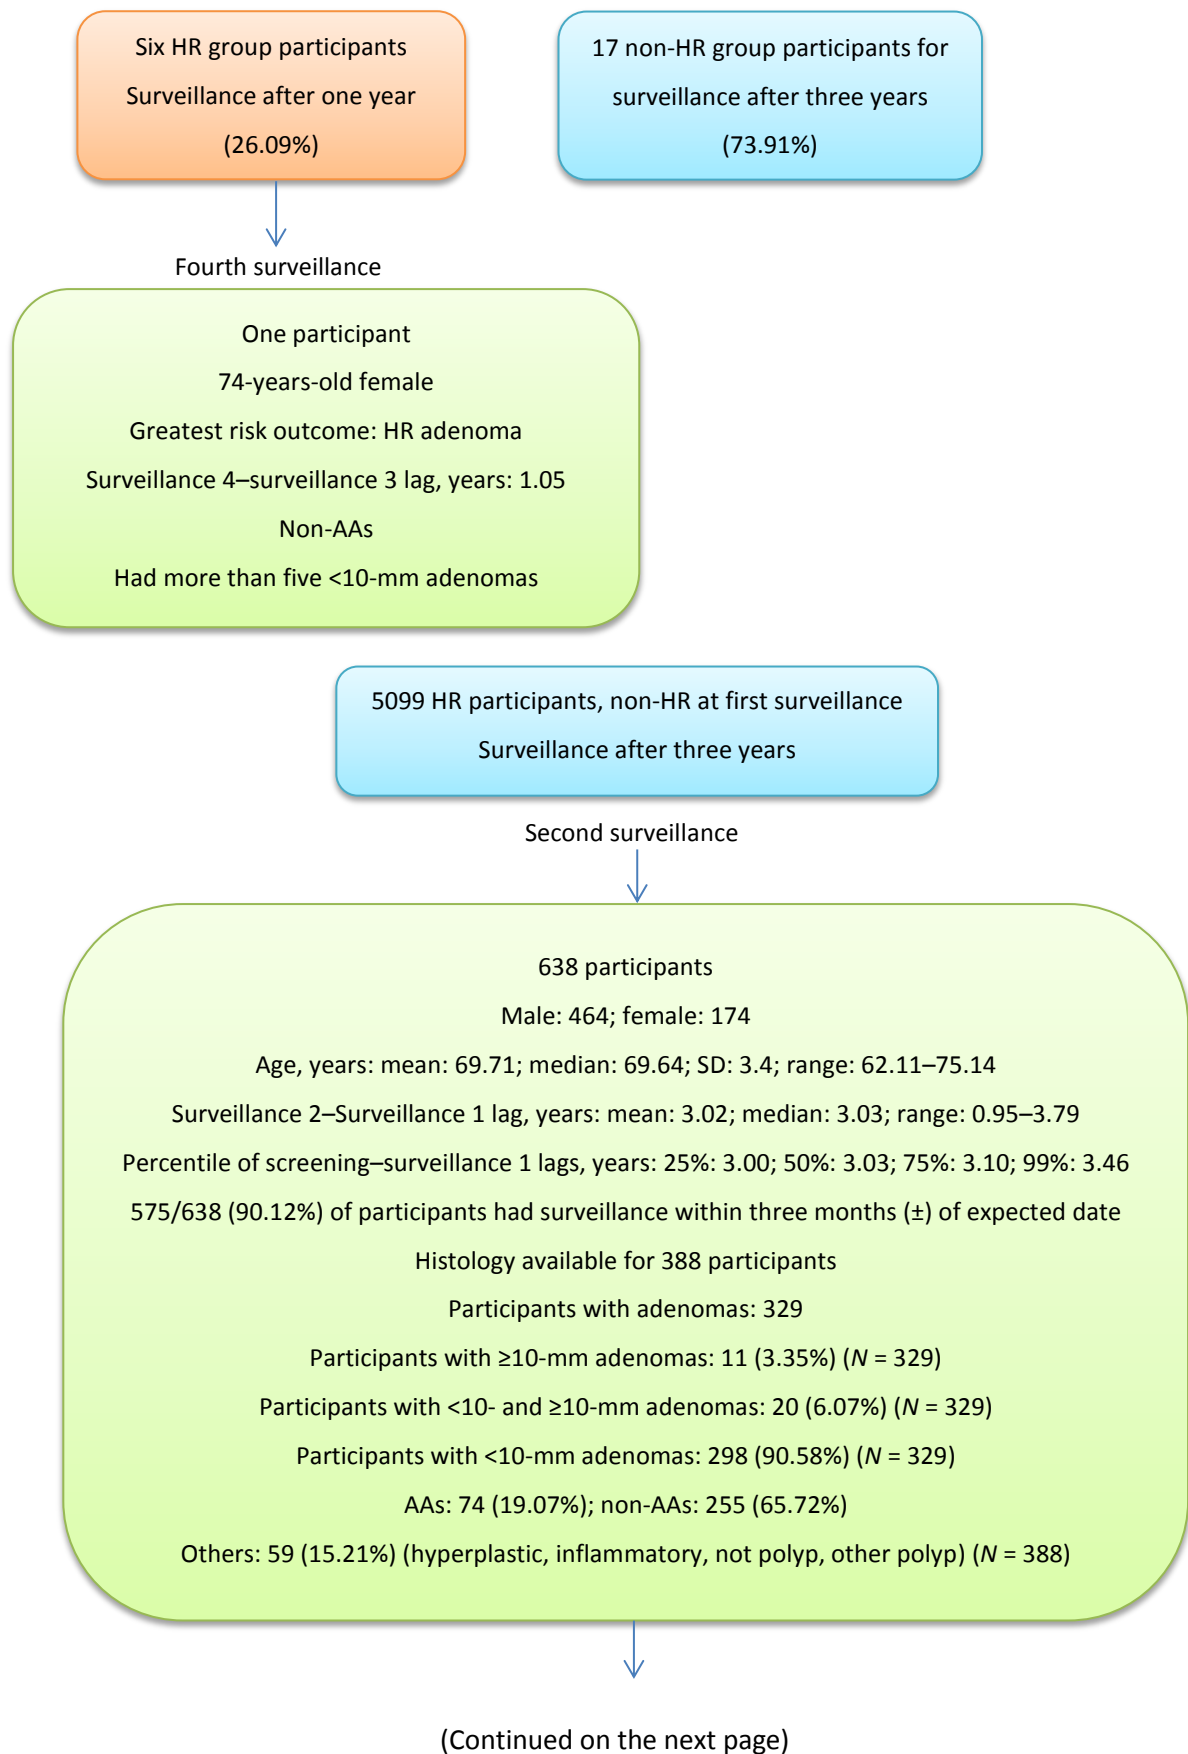 Six HR group participants
Surveillance after one year
(26.09%)
17 non-HR group participants for
surveillance after three years
(73.91%)
Fourth surveillance
One participant
74-years-old female
Greatest risk outcome: HR adenoma
Surveillance 4–surveillance 3 lag, years: 1.05
Non-AAs
Had more than five <10-mm adenomas
5099 HR participants, non-HR at first surveillance
Surveillance after three years
Second surveillance
638 participants
Male: 464; female: 174
Age, years: mean: 69.71; median: 69.64; SD: 3.4; range: 62.11–75.14
Surveillance 2–Surveillance 1 lag, years: mean: 3.02; median: 3.03; range: 0.95–3.79
Percentile of screening–surveillance 1 lags, years: 25%: 3.00; 50%: 3.03; 75%: 3.10; 99%: 3.46
575/638 (90.12%) of participants had surveillance within three months (±) of expected date
Histology available for 388 participants
Participants with adenomas: 329
Participants with ≥10-mm adenomas: 11 (3.35%) (N = 329)
Participants with <10- and ≥10-mm adenomas: 20 (6.07%) (N = 329)
Participants with <10-mm adenomas: 298 (90.58%) (N = 329)
AAs: 74 (19.07%); non-AAs: 255 (65.72%)
Others: 59 (15.21%) (hyperplastic, inflammatory, not polyp, other polyp) (N = 388)
(Continued on the next page)